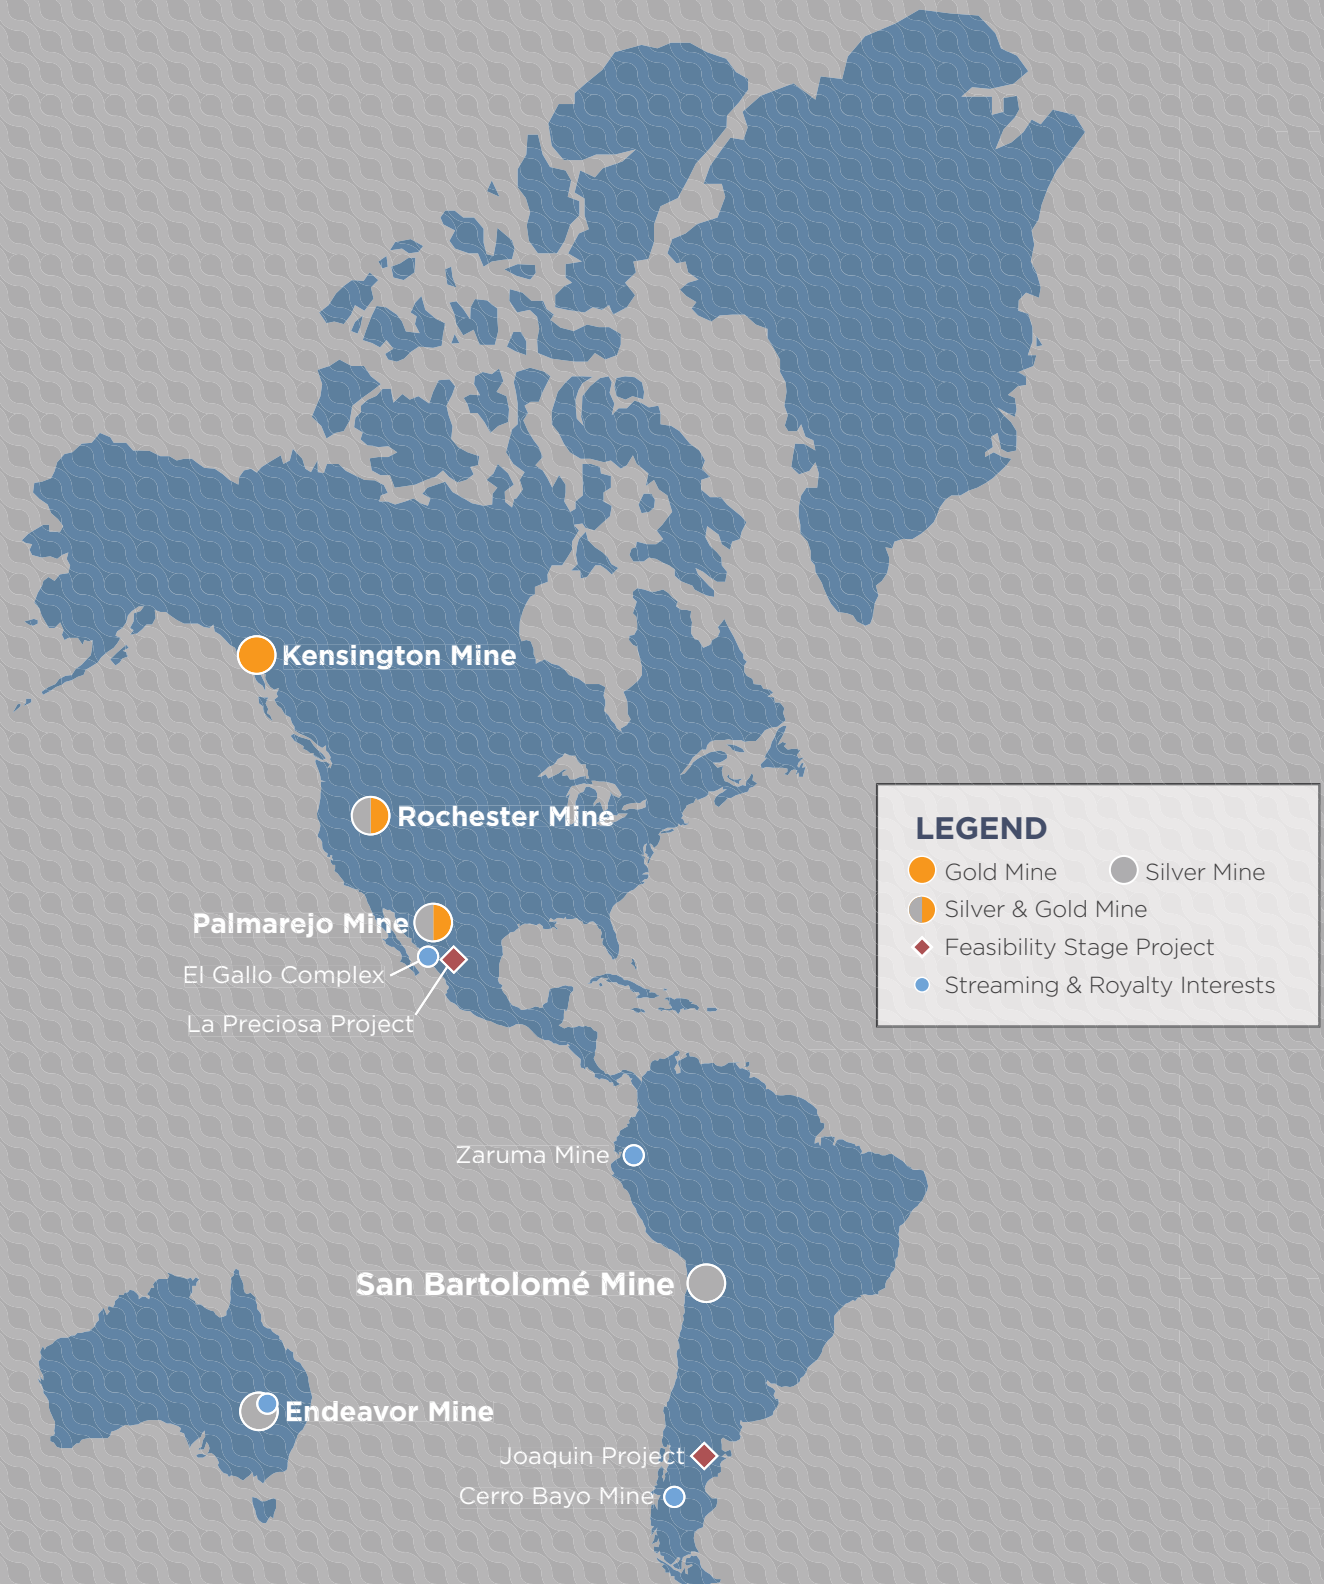 Kensington Mine
Rochester Mine
LEGEND
Gold Mine
Silver Mine
Silver & Gold Mine
Feasibility Stage Project
Streaming & Royalty Interests
Palmarejo Mine
El Gallo Complex
La Preciosa Project
Zaruma Mine
San Bartolomé Mine
Endeavor Mine
Joaquin Project
Cerro Bayo Mine